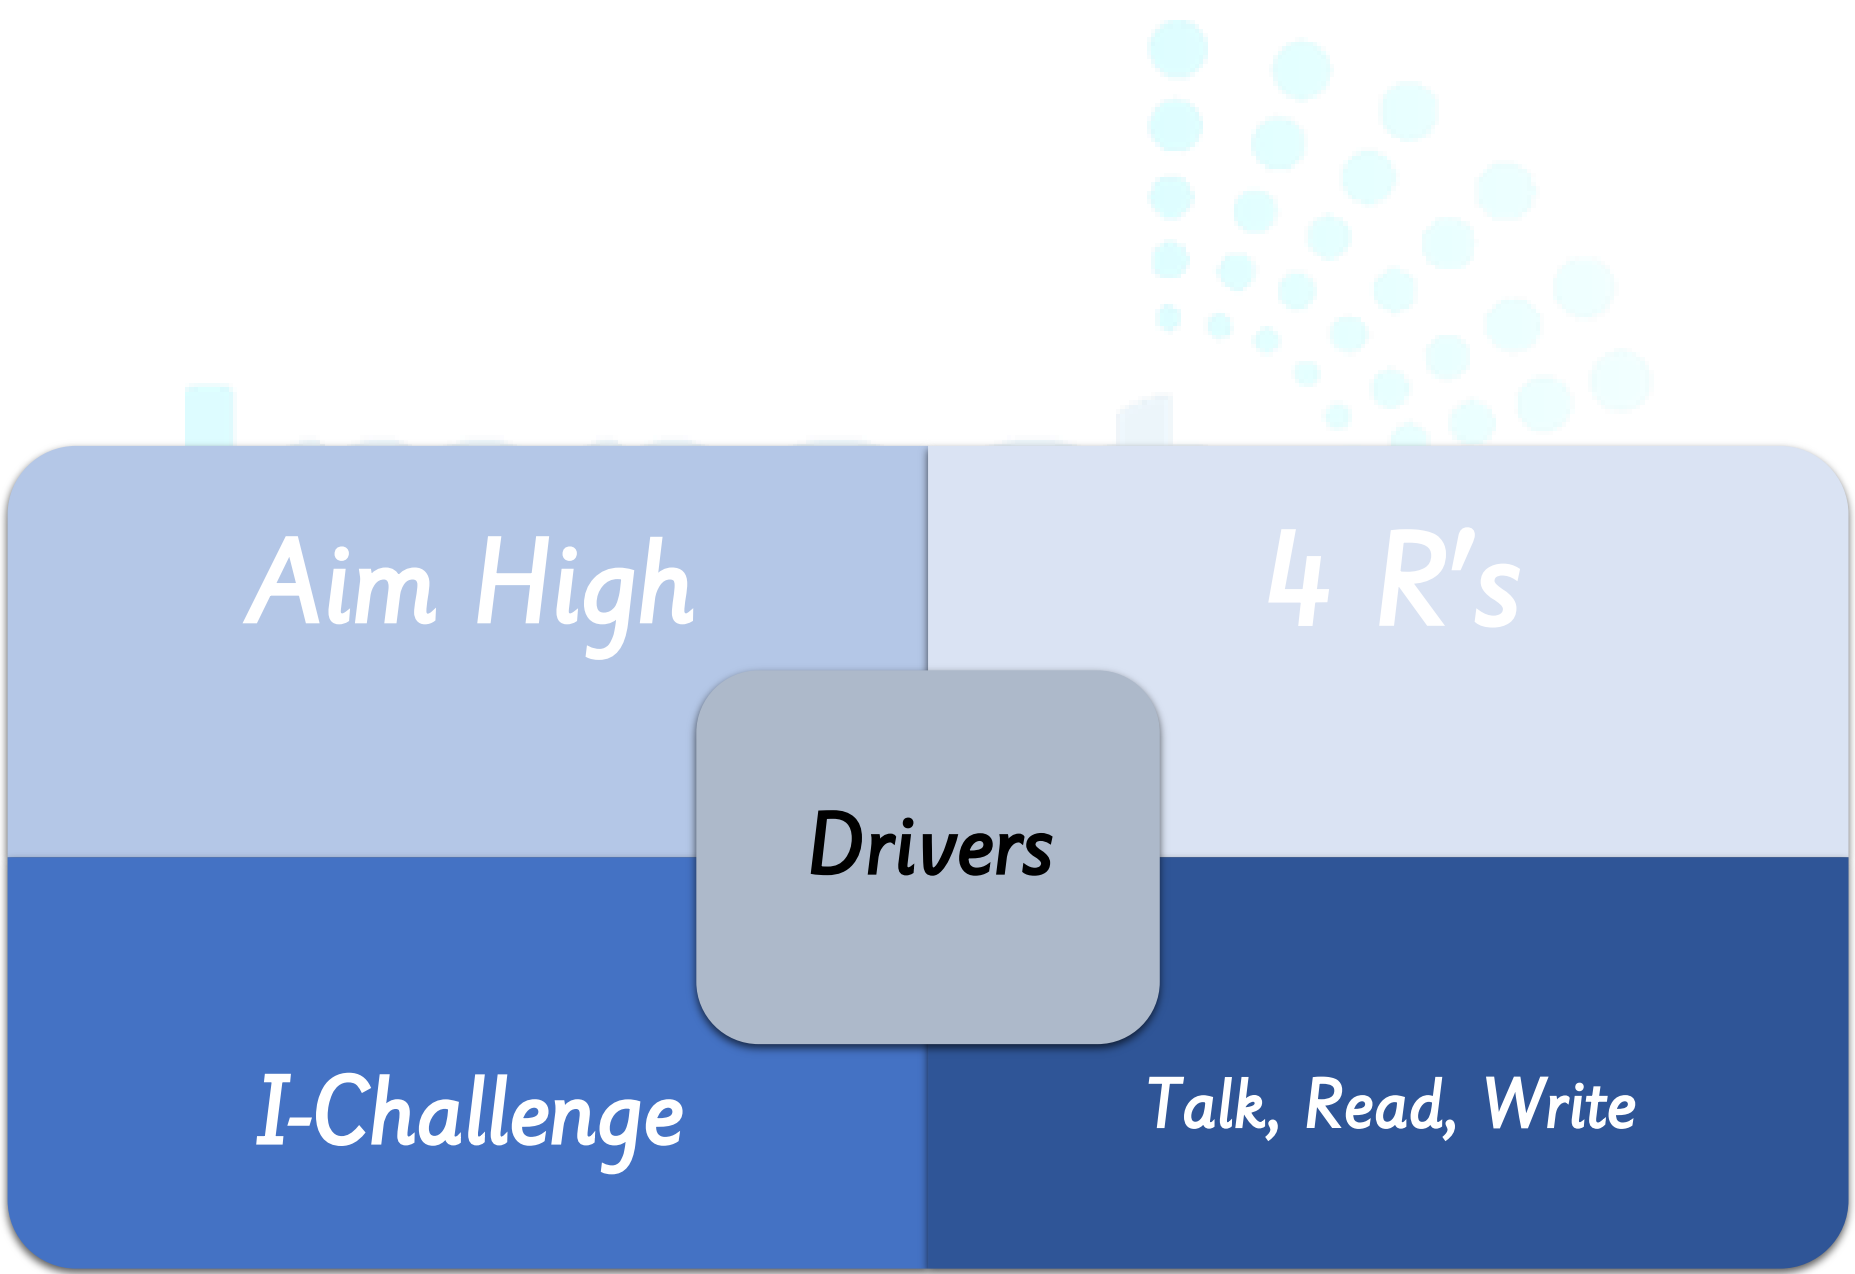 Aim High
4 R's
Drivers
I-Challenge
Talk, Read, Write